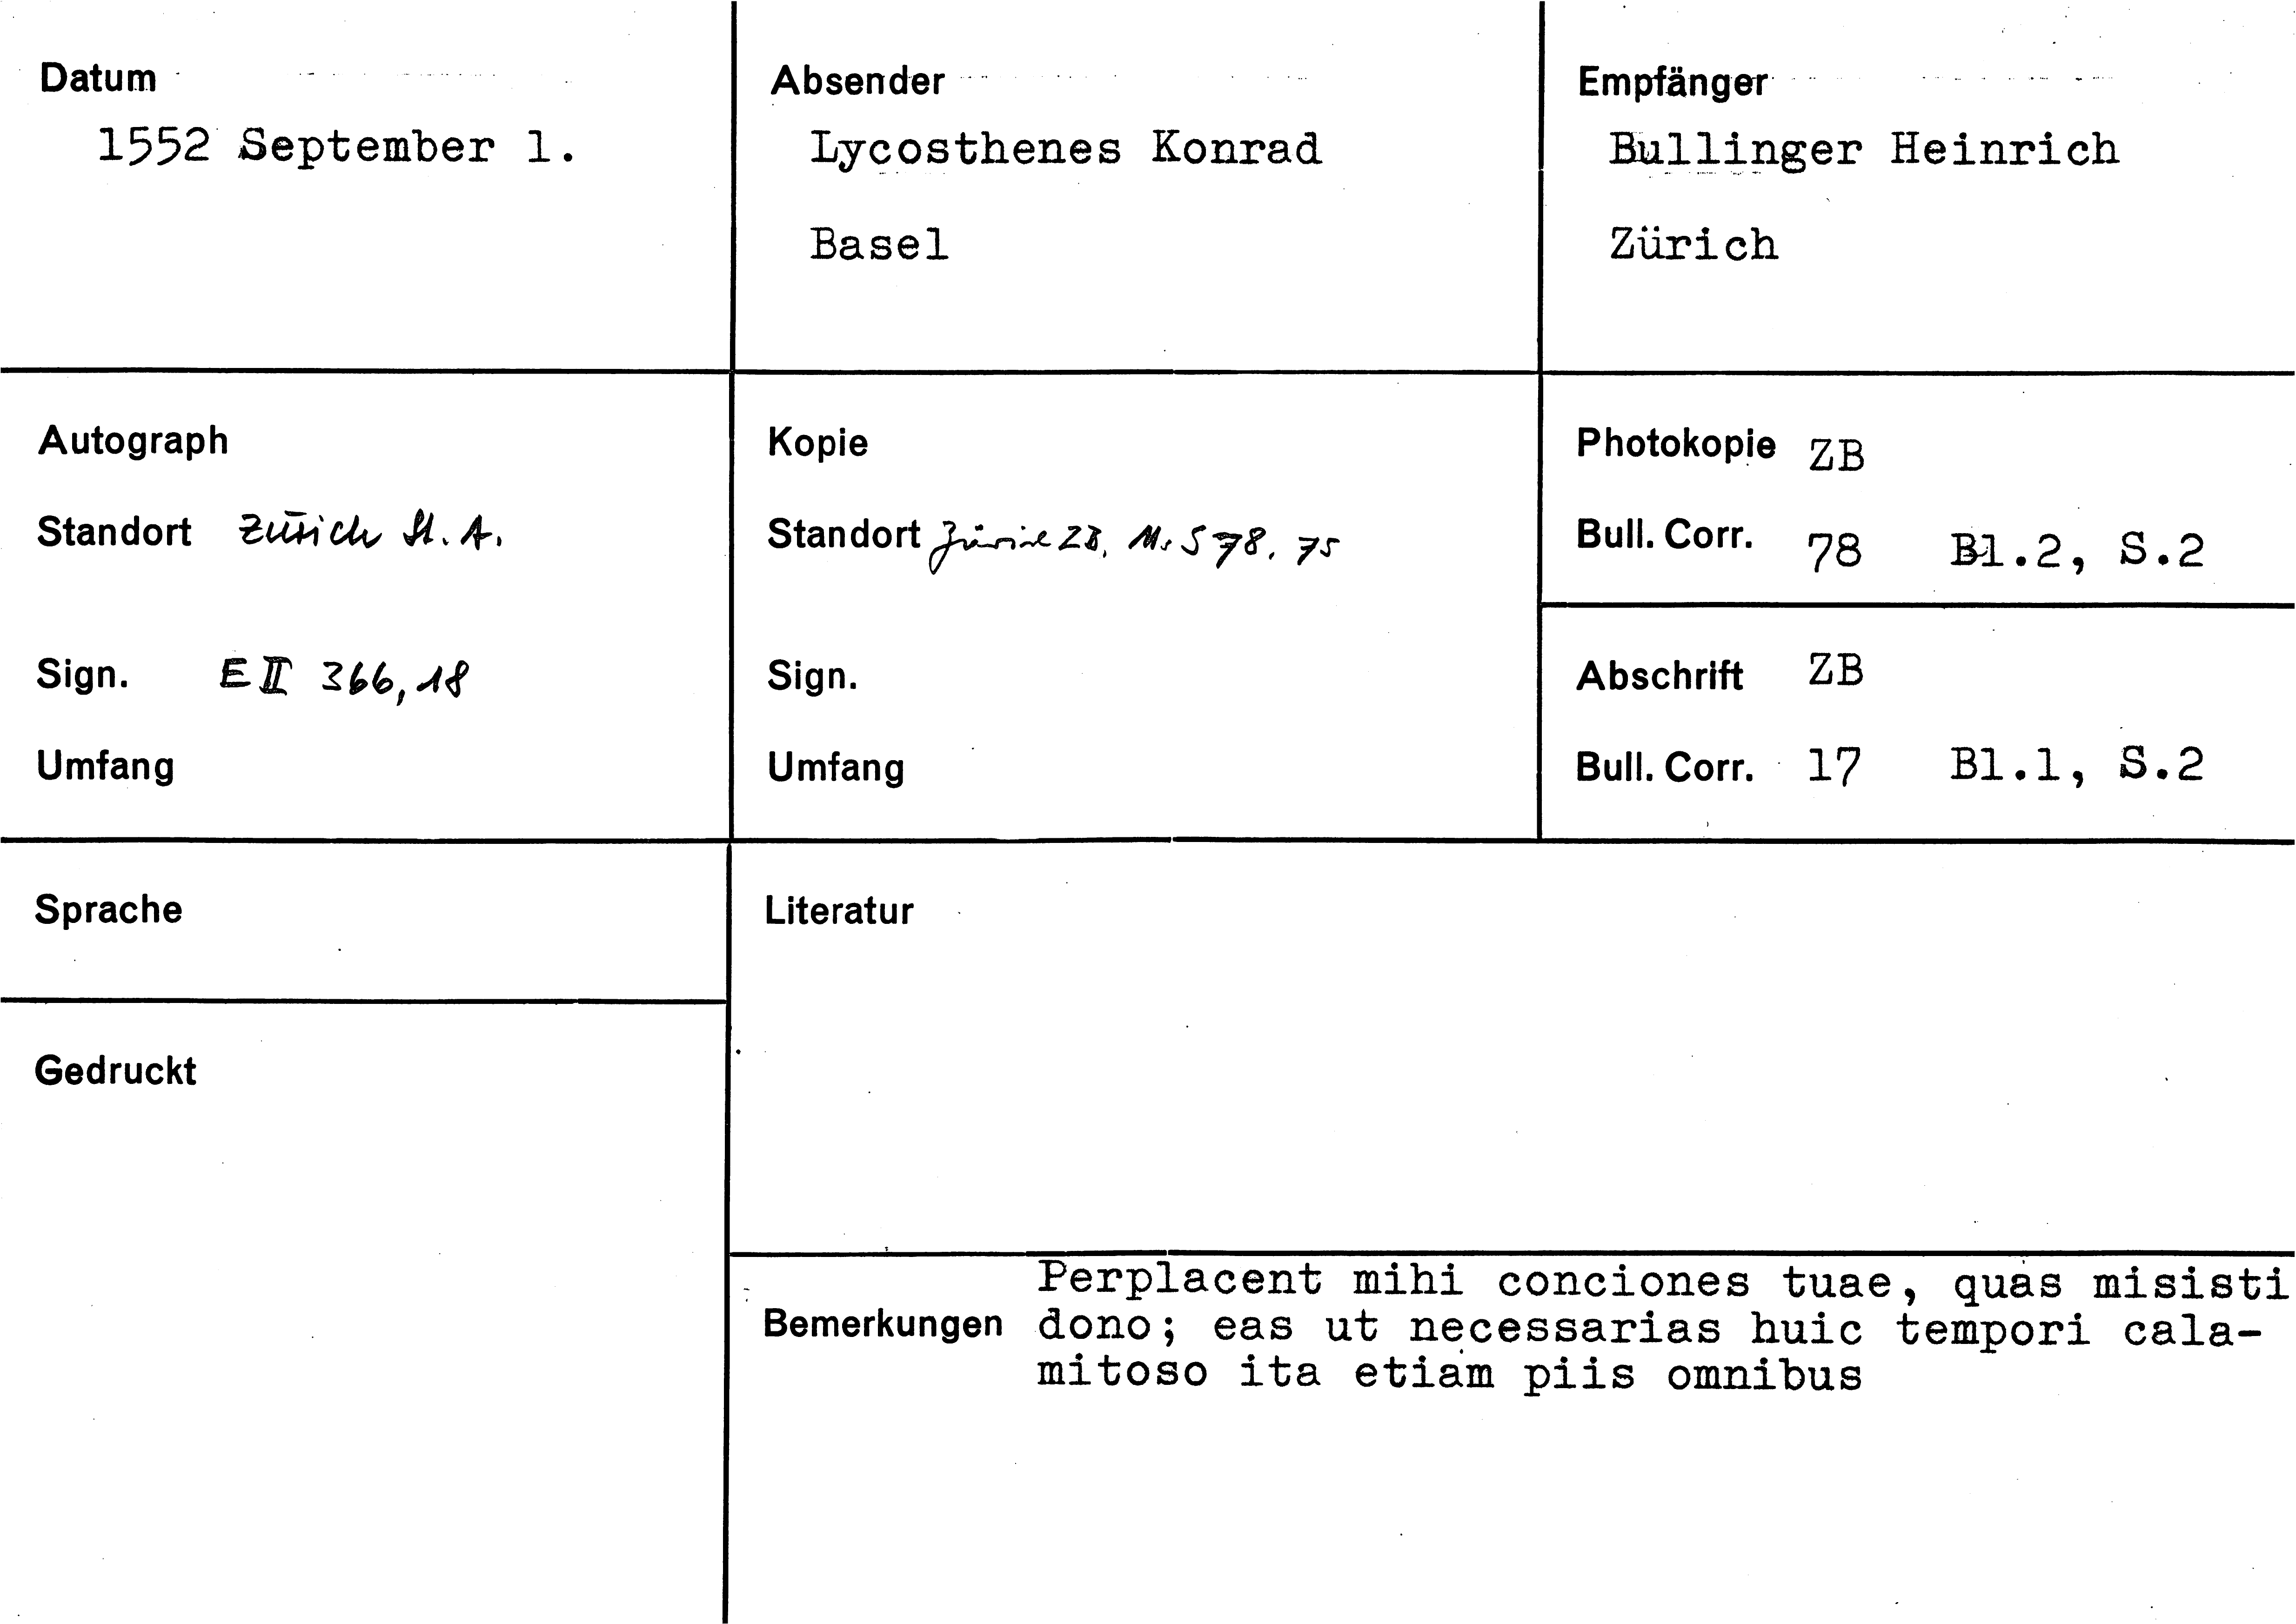 Datum
1552 September 1.
Absender
Lycosthenes Konrad
Basel
Empfänger
Bullinger Heinrich
Zürich
Autograph
Standort Zürich St. A.
Sign. E II 366, 18
Umfang
Kopie
Standort Zürich ZB, Ms S 78, 75
Sign.
Umfang
Photokopie ZB
Bull. Corr. 78 Bl.2, S.2
Abschrift ZB
Bull. Corr. 17 Bl.1, S.2
Sprache
Gedruckt
Literatur
Bemerkungen
Perplacent mihi conciones tuae, quas misisti
dono; eas ut necessarias huic tempori cala-
mitoso ita etiam piis omnibus